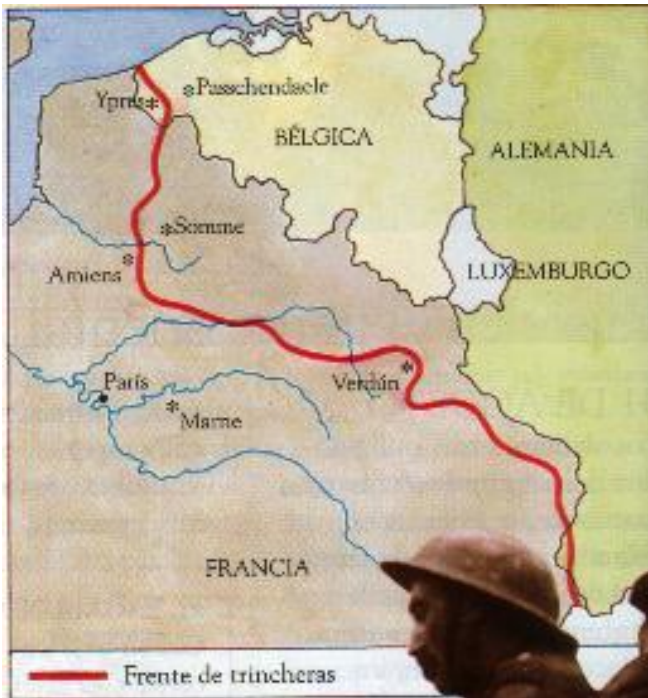 Ypres
Passchendaele
BÉLGICA
ALEMANIA
Somme
Amiens
LUXEMBURGO
París
Verdún
Marne
FRANCIA
Frente de trincheras